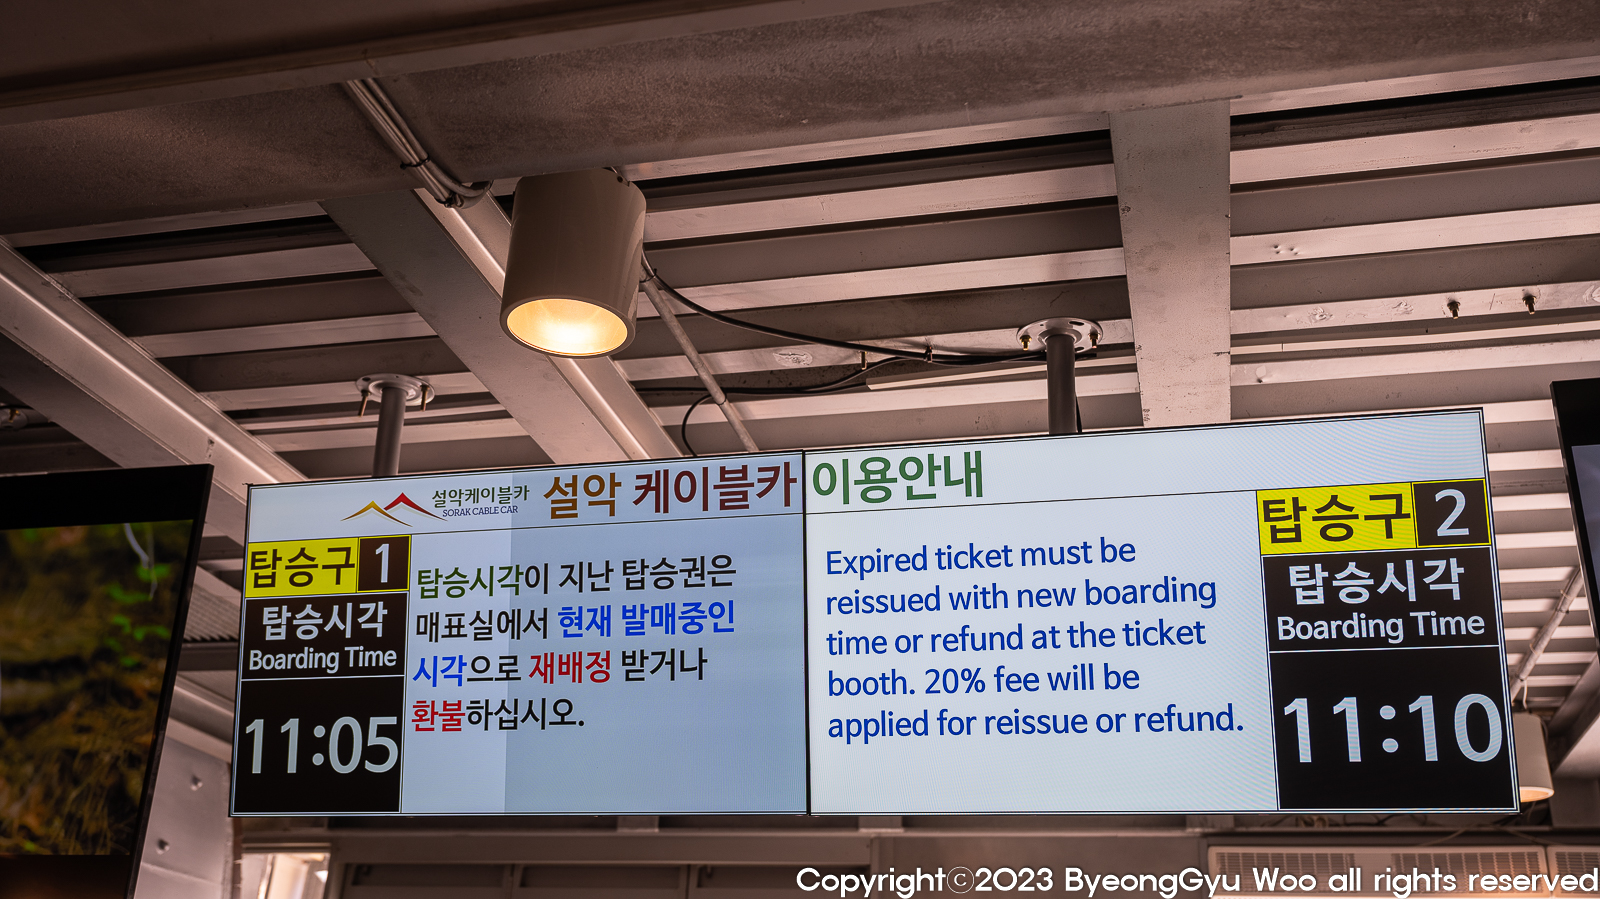 설악케이블카
SORAK CABLE CAR
설악 케이블카 이용안내
탑승구 1
탑승시각
Boarding Time
11:05
탑승시각이 지난 탑승권은
매표실에서 현재 발매중인
시각으로 재배정 받거나
환불하십시오.
Expired ticket must be
reissued with new boarding
time or refund at the ticket
booth. 20% fee will be
applied for reissue or refund.
탑승구 2
탑승시각
Boarding Time
11:10
Copyrightⓒ2023 ByeongGyu Woo all rights reserved